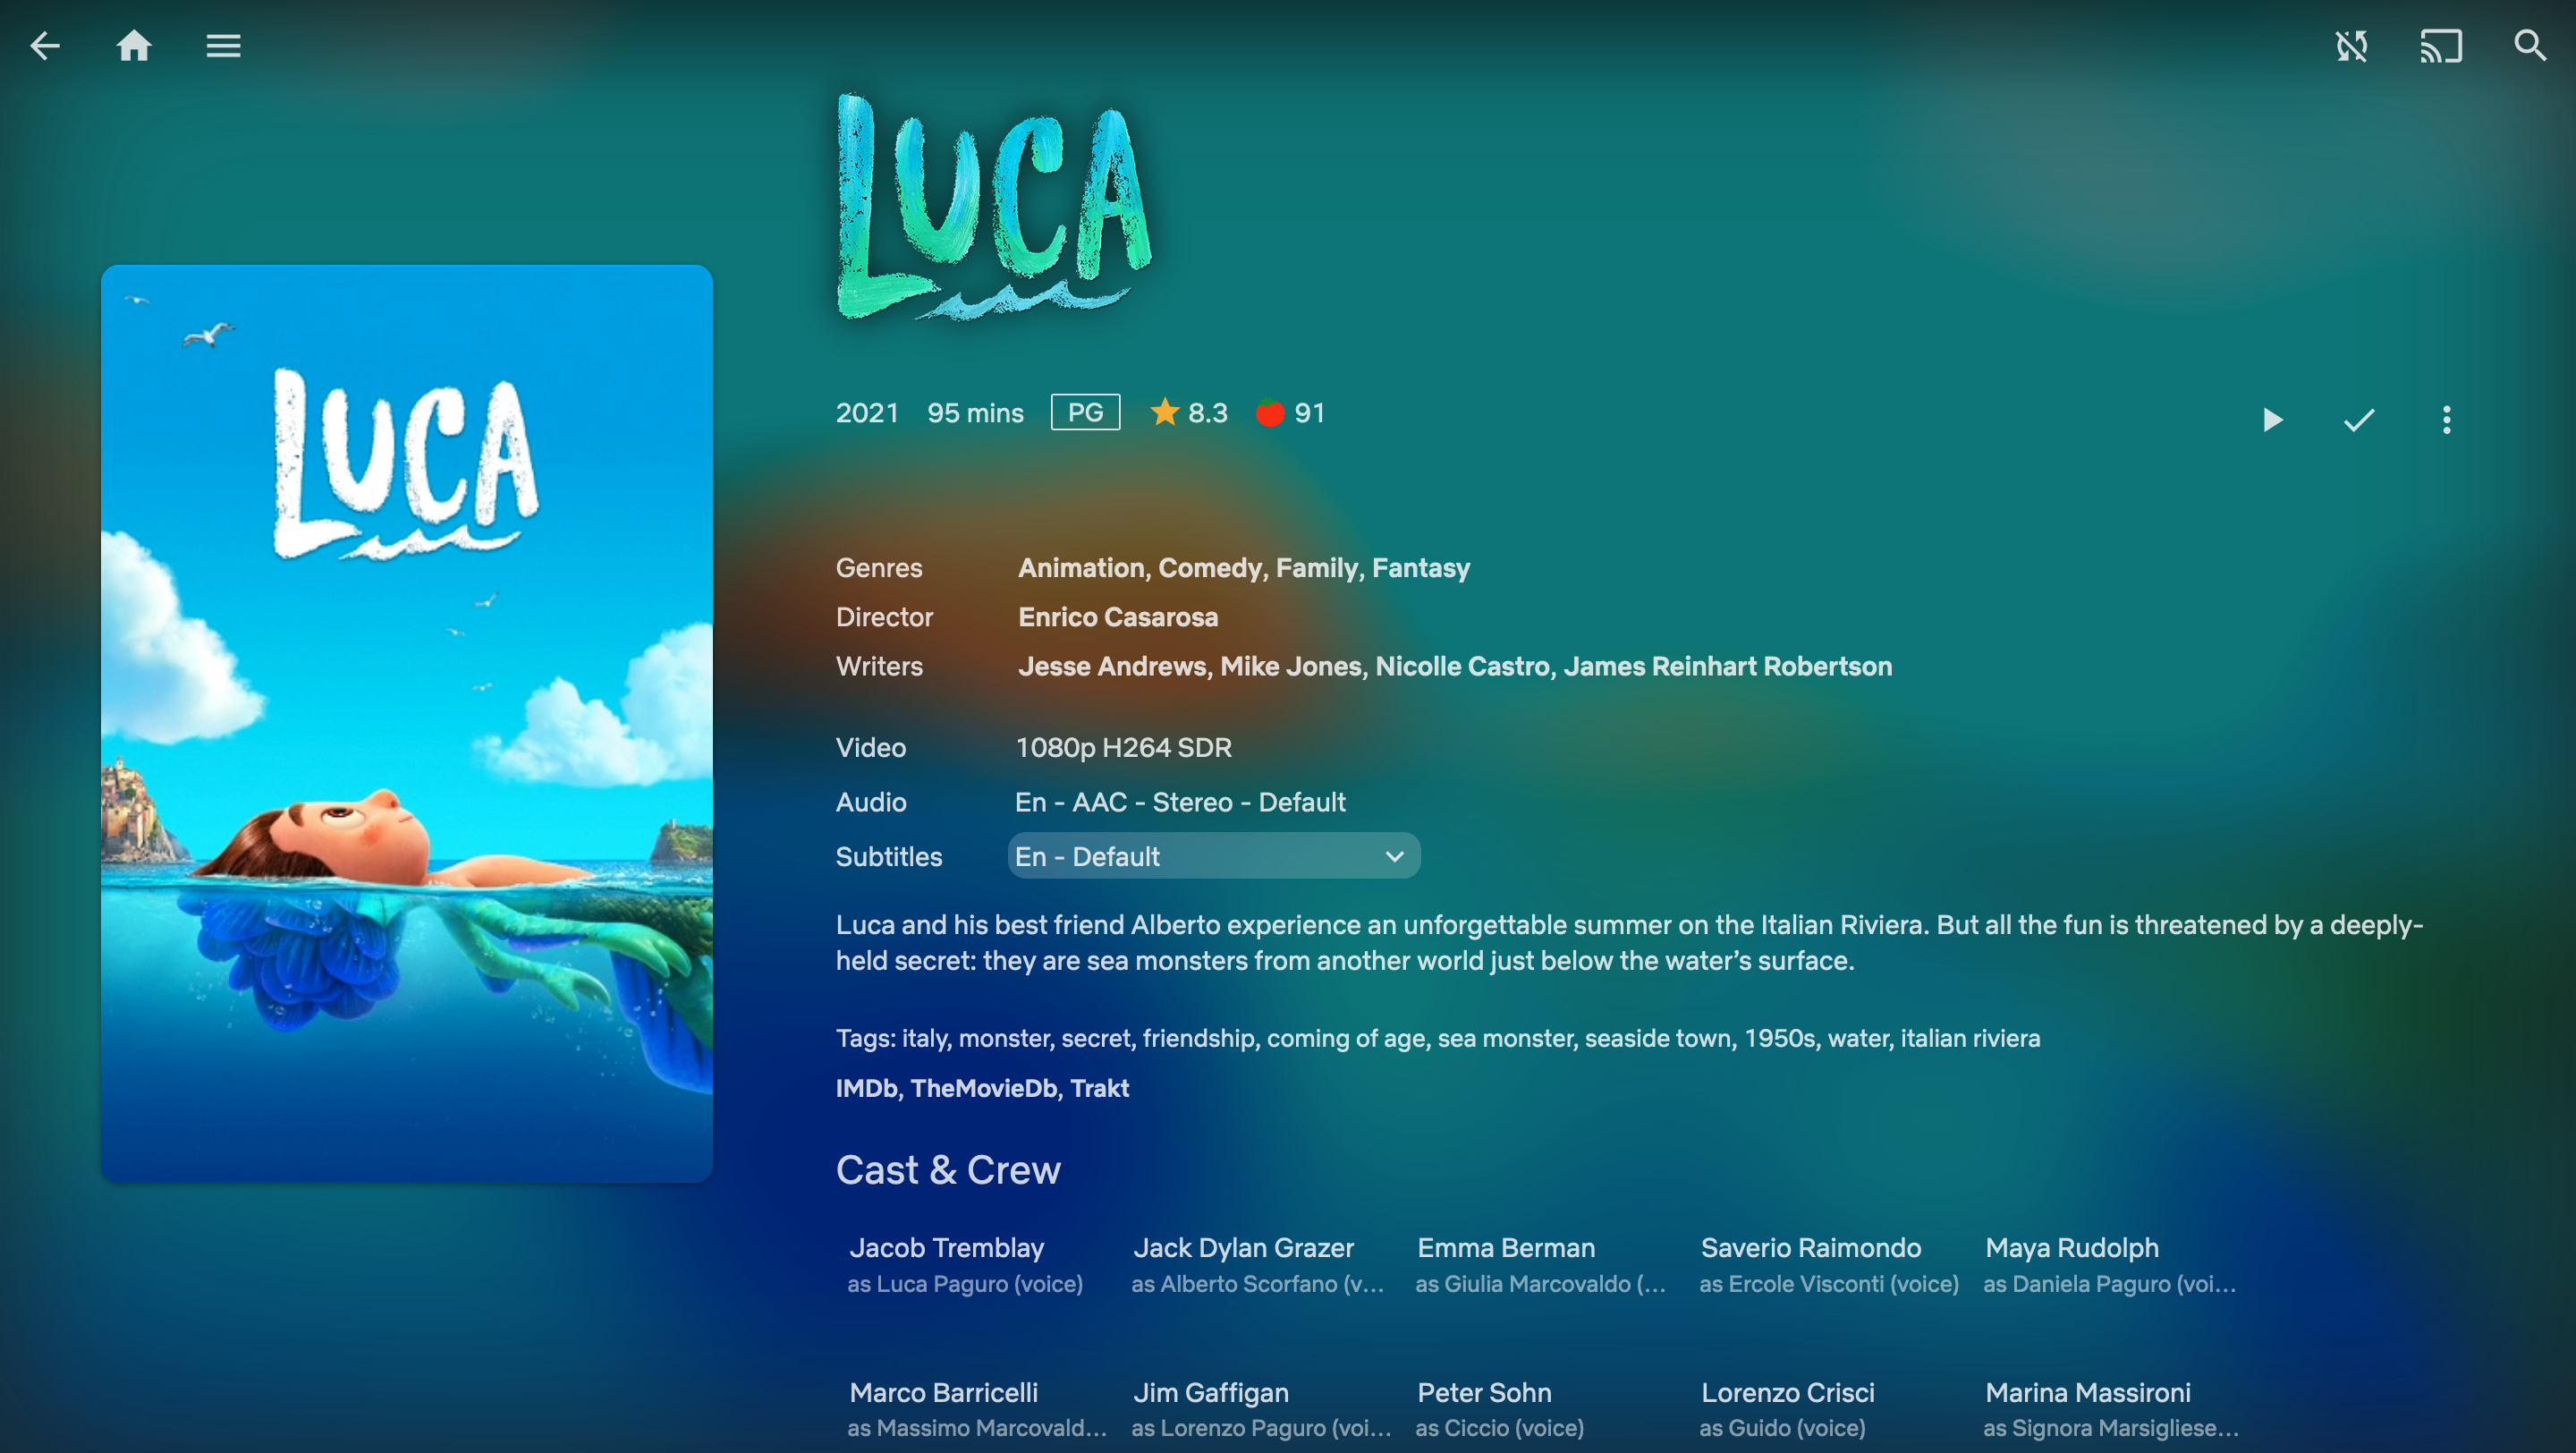 LUCA
LUCA
2021 95 mins PG 8.3 91
Genres Animation, Comedy, Family, Fantasy
Director Enrico Casarosa
Writers Jesse Andrews, Mike Jones, Nicolle Castro, James Reinhart Robertson
Video 1080p H264 SDR
Audio En - AAC - Stereo - Default
Subtitles En - Default
Luca and his best friend Alberto experience an unforgettable summer on the Italian Riviera. But all the fun is threatened by a deeply-
held secret: they are sea monsters from another world just below the water’s surface.
Tags: italy, monster, secret, friendship, coming of age, sea monster, seaside town, 1950s, water, italian riviera
IMDb, TheMovieDb, Trakt
Cast & Crew
Jacob Tremblay Jack Dylan Grazer Emma Berman Saverio Raimondo Maya Rudolph
as Luca Paguro (voice) as Alberto Scorfano (v... as Giulia Marcovaldo (... as Ercole Visconti (voice) as Daniela Paguro (voi...
Marco Barricelli Jim Gaffigan Peter Sohn Lorenzo Crisci Marina Massironi
as Massimo Marcovald... as Lorenzo Paguro (voi... as Ciccio (voice) as Guido (voice) as Signora Marsigliese...